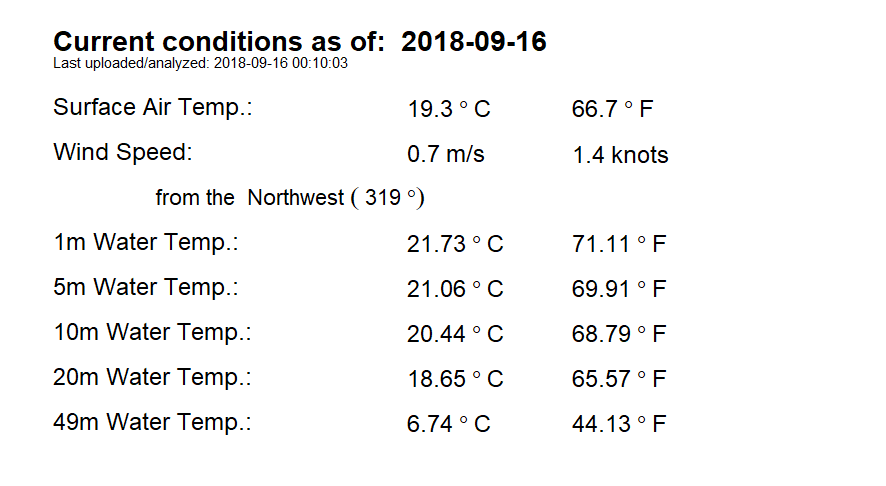 Current conditions as of:  2018-09-16
Last uploaded/analyzed: 2018-09-16 00:10:03
Surface Air Temp.: 19.3 ° C 66.7 ° F
Wind Speed: 0.7 m/s 1.4 knots
from the  Northwest ( 319 °)
1m Water Temp.: 21.73 ° C 71.11 ° F
5m Water Temp.: 21.06 ° C 69.91 ° F
10m Water Temp.: 20.44 ° C 68.79 ° F
20m Water Temp.: 18.65 ° C 65.57 ° F
49m Water Temp.: 6.74 ° C 44.13 ° F